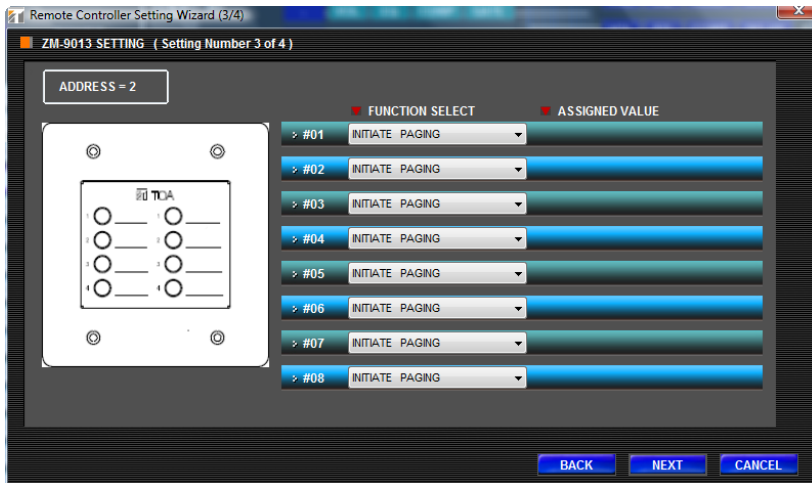 Remote Controller Setting Wizard (3/4)
ZM-9013 SETTING ( Setting Number 3 of 4 )
ADDRESS = 2
FUNCTION SELECT ASSIGNED VALUE
TOA
1 1
2 2
3 3
4 4
#01 INITIATE PAGING
#02 INITIATE PAGING
#03 INITIATE PAGING
#04 INITIATE PAGING
#05 INITIATE PAGING
#06 INITIATE PAGING
#07 INITIATE PAGING
#08 INITIATE PAGING
BACK NEXT CANCEL